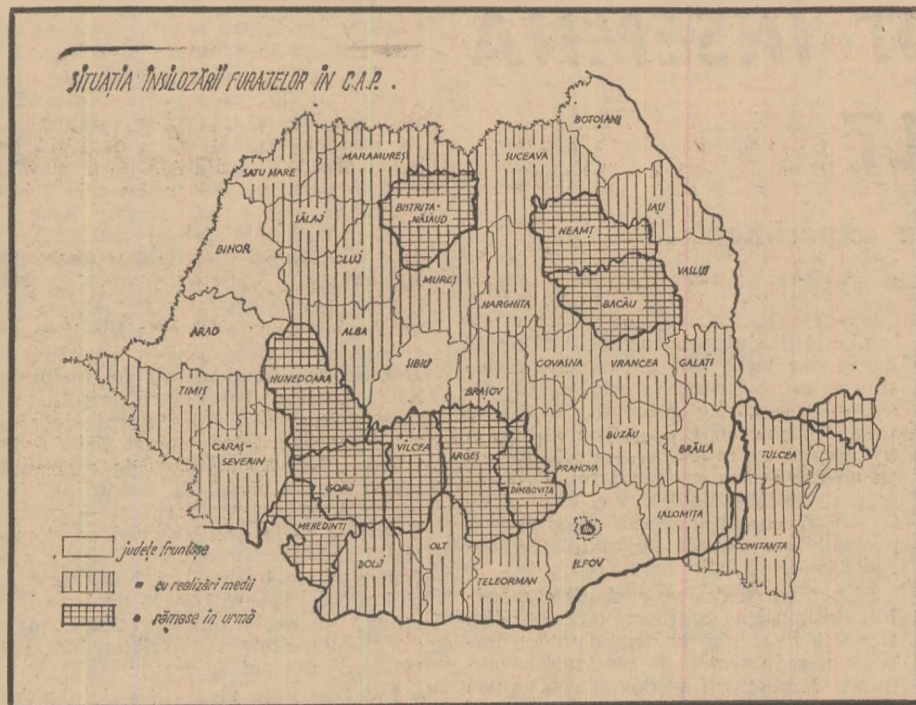 SITUAȚIA ÎNSILOZĂRII FURAJELOR ÎN C.A.P.
BOTOȘANI
SATU MARE
MARAMUREȘ
SUCEAVA
SĂLAJ
BISTRIȚA-
NĂSĂUD
IAȘI
NEAMȚ
BIHOR
CLUJ
MUREȘ
VASLUI
HARGHITA
BACĂU
ARAD
ALBA
SIBIU
COVASNA
VRANCEA
GALAȚI
HUNEDOARA
BRAȘOV
TIMIȘ
CARAȘ-
SEVERIN
VÎLCEA
ARGEȘ
BUZĂU
BRĂILA
TULCEA
PRAHOVA
GORJ
DÎMBOVIȚA
MEHEDINȚI
IALOMIȚA
CONSTANȚA
OLT
DOLJ
ILFOV
TELEORMAN
județe fruntașe
" cu realizări medii
" rămase în urmă